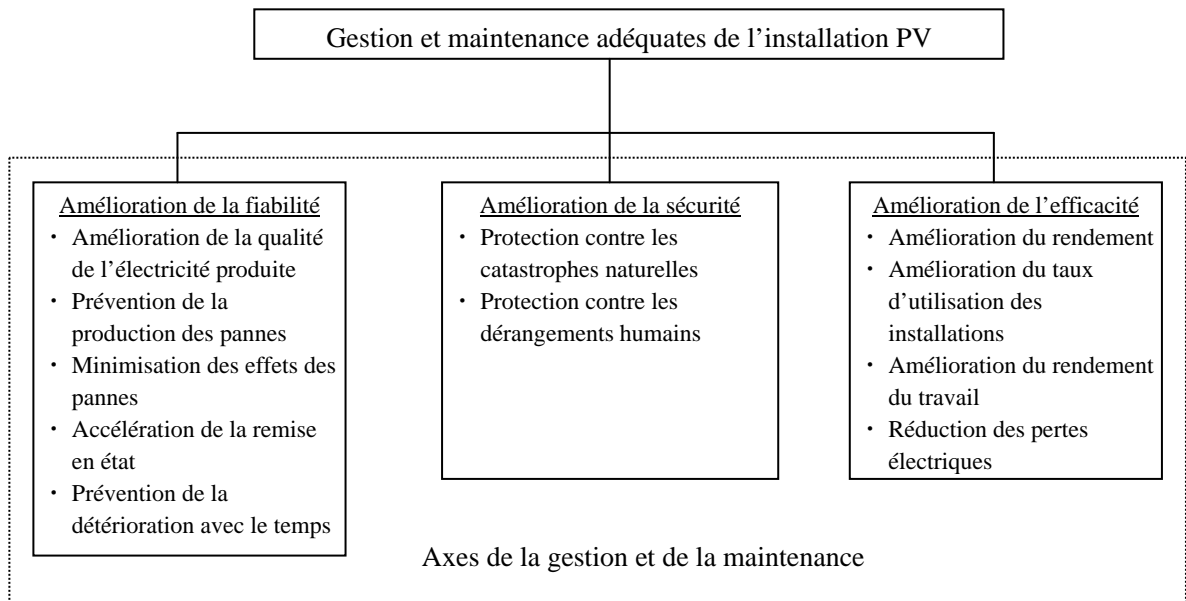 Gestion et maintenance adéquates de l’installation PV
Amélioration de la fiabilité
・ Amélioration de la qualité
de l’électricité produite
・ Prévention de la
production des pannes
・ Minimisation des effets des
pannes
・ Accélération de la remise
en état
・ Prévention de la
détérioration avec le temps
Amélioration de la sécurité
・ Protection contre les
catastrophes naturelles
・ Protection contre les
dérangements humains
Amélioration de l’efficacité
・ Amélioration du rendement
・ Amélioration du taux
d’utilisation des
installations
・ Amélioration du rendement
du travail
・ Réduction des pertes
électriques
Axes de la gestion et de la maintenance